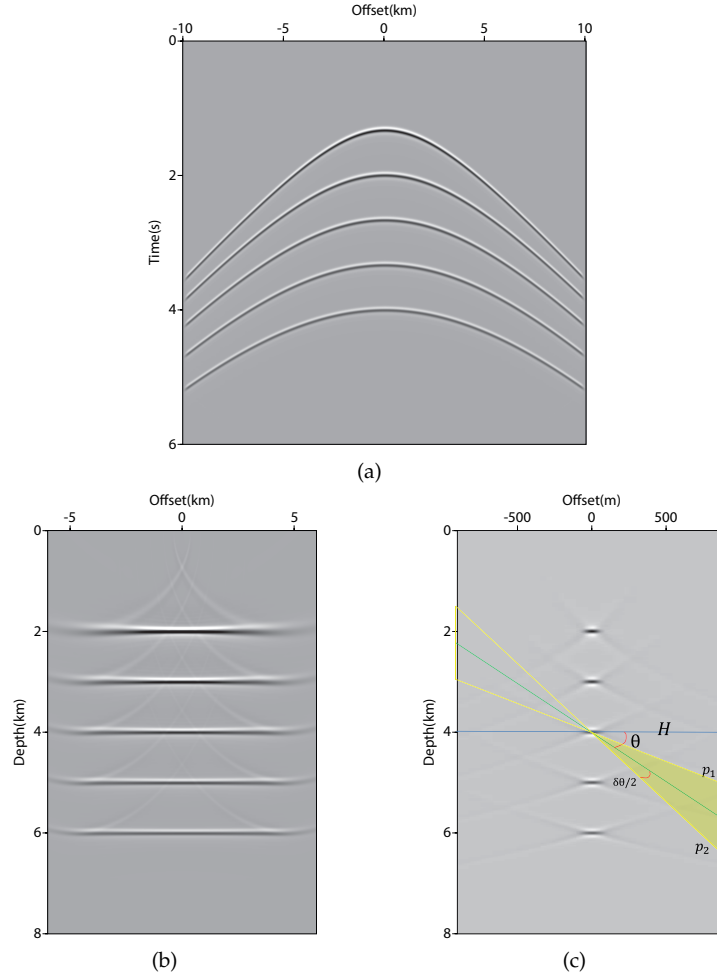 Offset(km)
-10 -5 0 5 10
0
2
Time(s)
4
6
(a)
Offset(km)
-5 0 5
0
2
4
Depth(km)
6
8
(b)
Offset(m)
-500 0 500
0
2
4
H
θ
Depth(km)
p₁
δθ/2
6
p₂
8
(c)